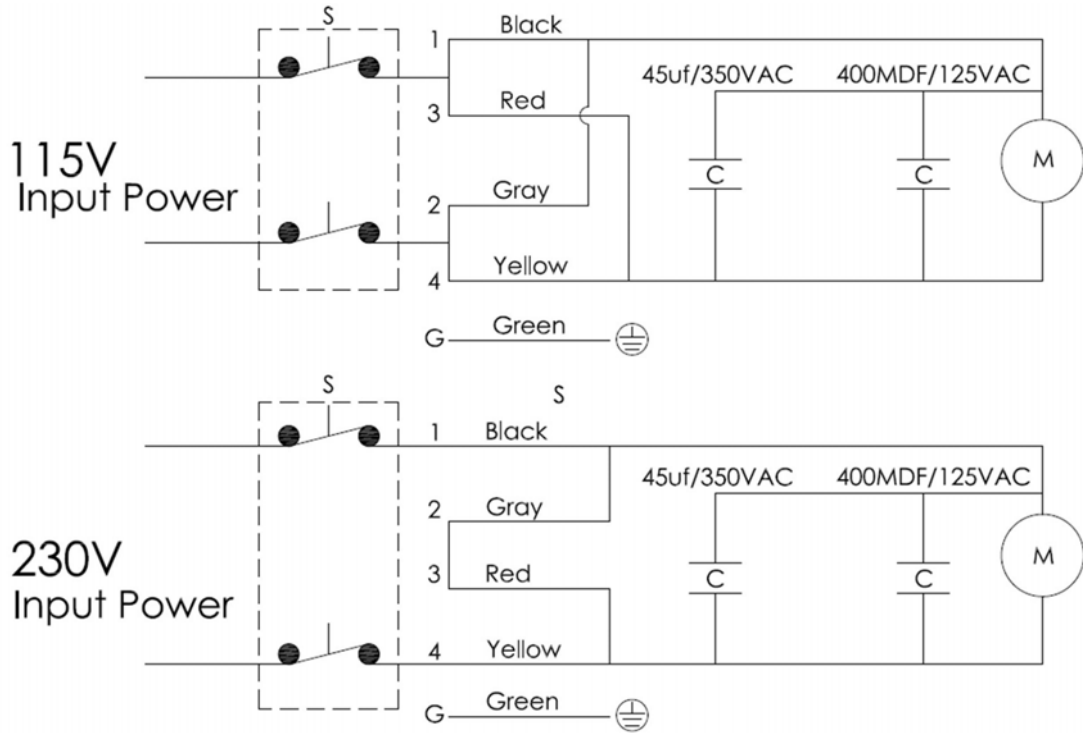 S
1 Black
45uf/350VAC 400MDF/125VAC
3 Red
115V
Input Power
C C M
2 Gray
4 Yellow
G Green
S S
1 Black
45uf/350VAC 400MDF/125VAC
2 Gray
230V
Input Power
3 Red
C C M
4 Yellow
G Green